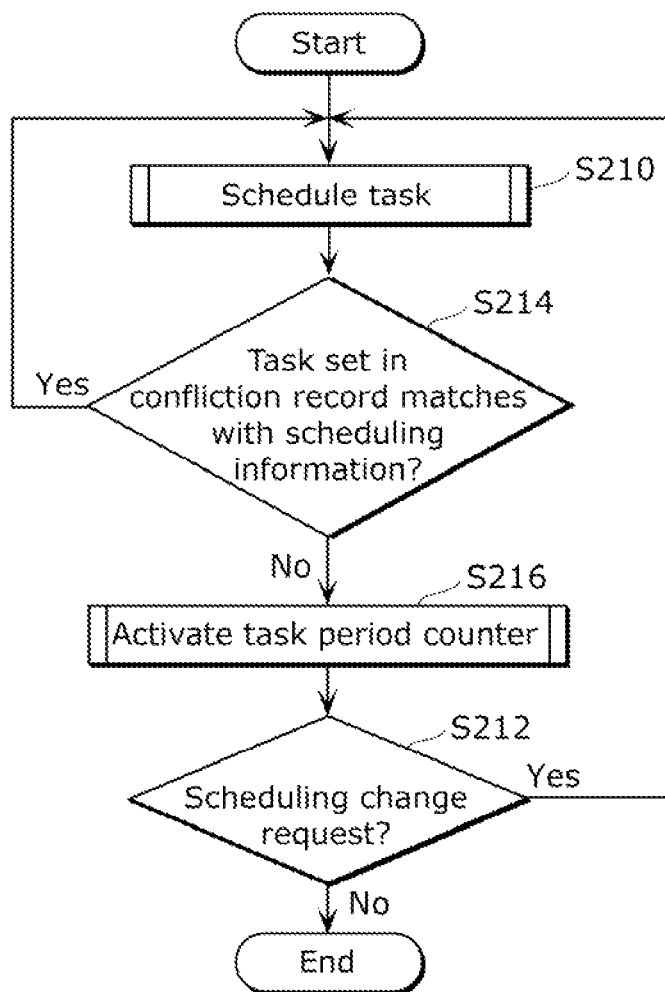 Start
Schedule task
S210
S214
Task set in
confliction record matches
with scheduling
information?
Yes
No
S216
Activate task period counter
S212
Scheduling change
request?
Yes
No
End